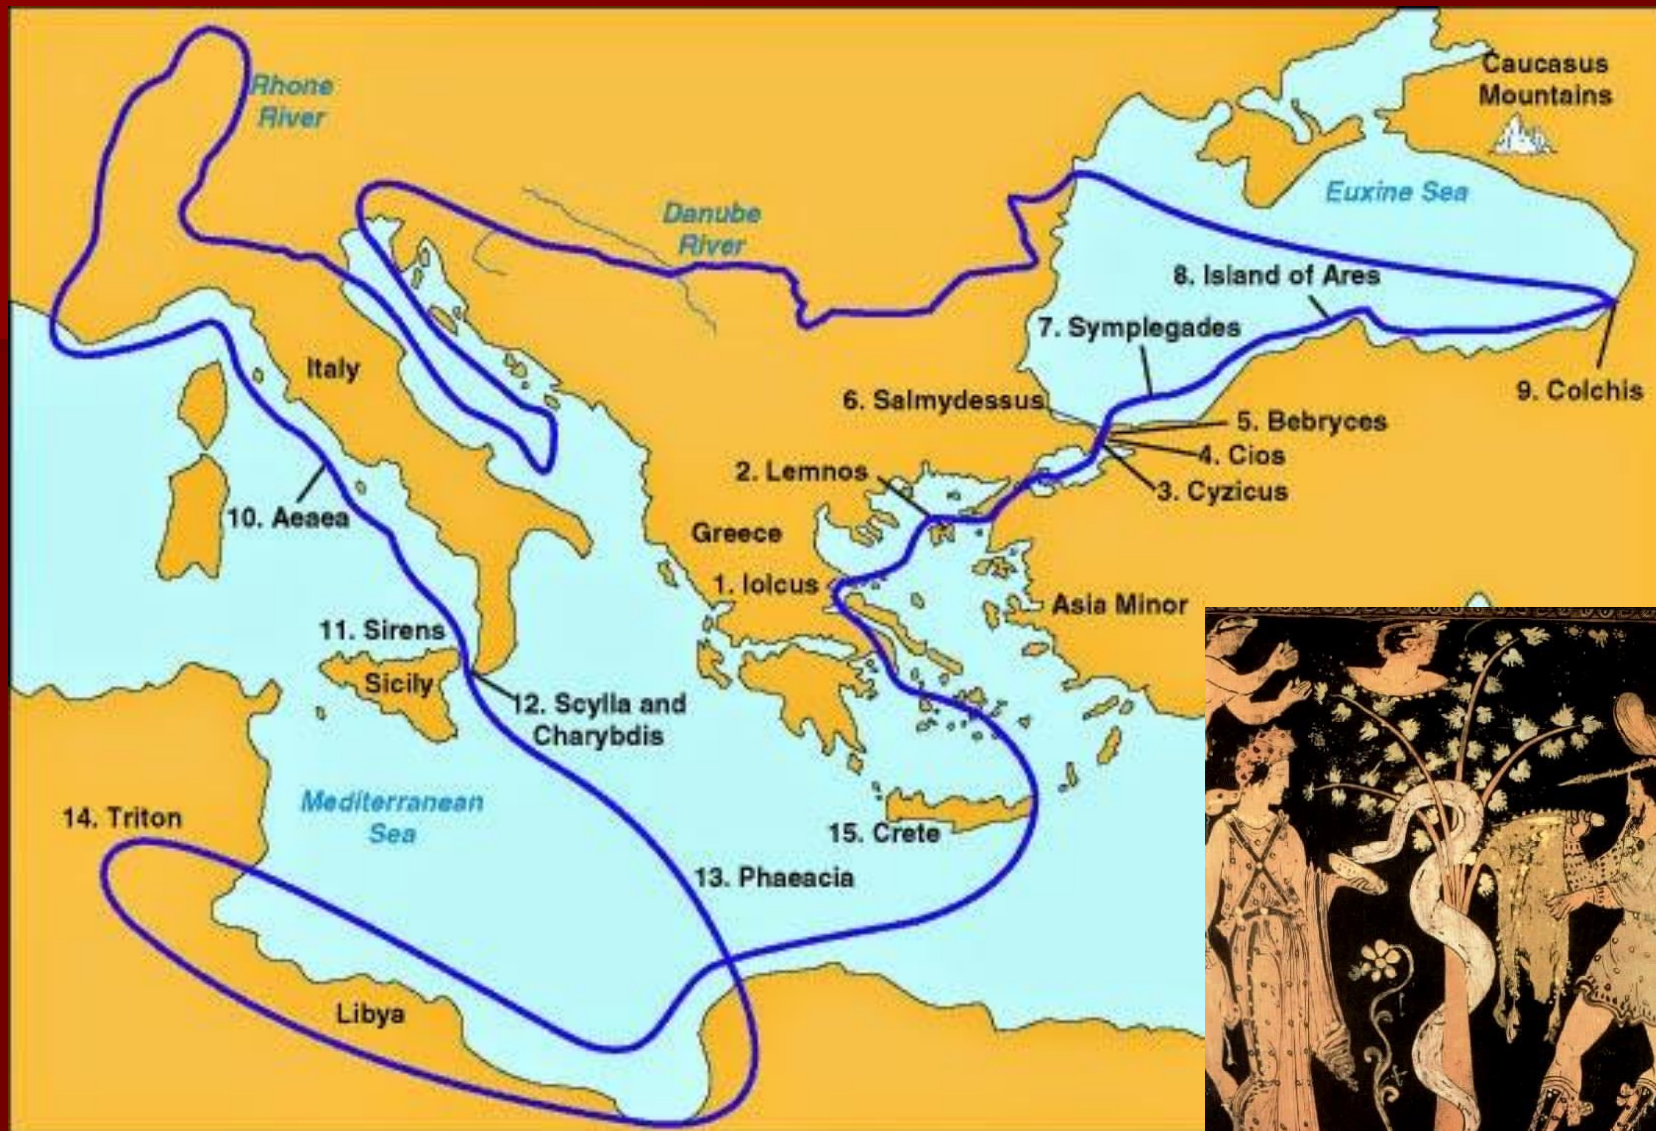 Caucasus
Mountains
Rhone
River
Euxine Sea
Danube
River
8. Island of Ares
7. Symplegades
Italy
9. Colchis
6. Salmydessus
5. Bebryces
4. Cios
2. Lemnos
3. Cyzicus
10. Aeaea
Greece
1. Iolcus
Asia Minor
11. Sirens
Sicily
12. Scylla and
Charybdis
Mediterranean
Sea
14. Triton
15. Crete
13. Phaeacia
Libya